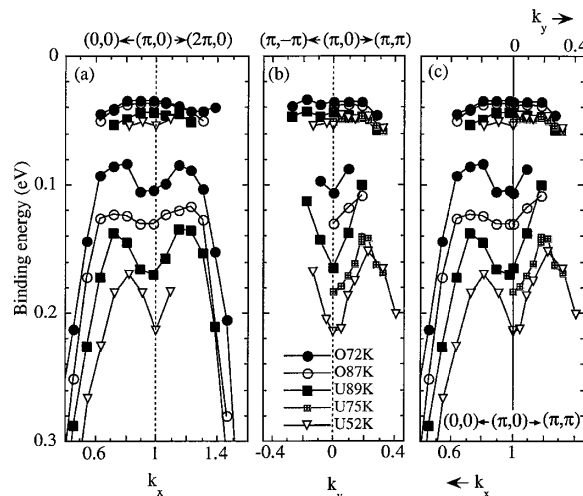 k_y →
(0,0)←(π,0)→(2π,0) (π,-π)←(π,0)→(π,π) 0 0.4
0
(a) (b) (c)
0.1
0.2
0.3
Binding energy (eV)
O72K
O87K
U89K
U75K
U52K
(0,0)←(π,0)→(π,π)
0.6 1 1.4 -0.4 0 0.4 0.6 1
k_x k_y ← k_x